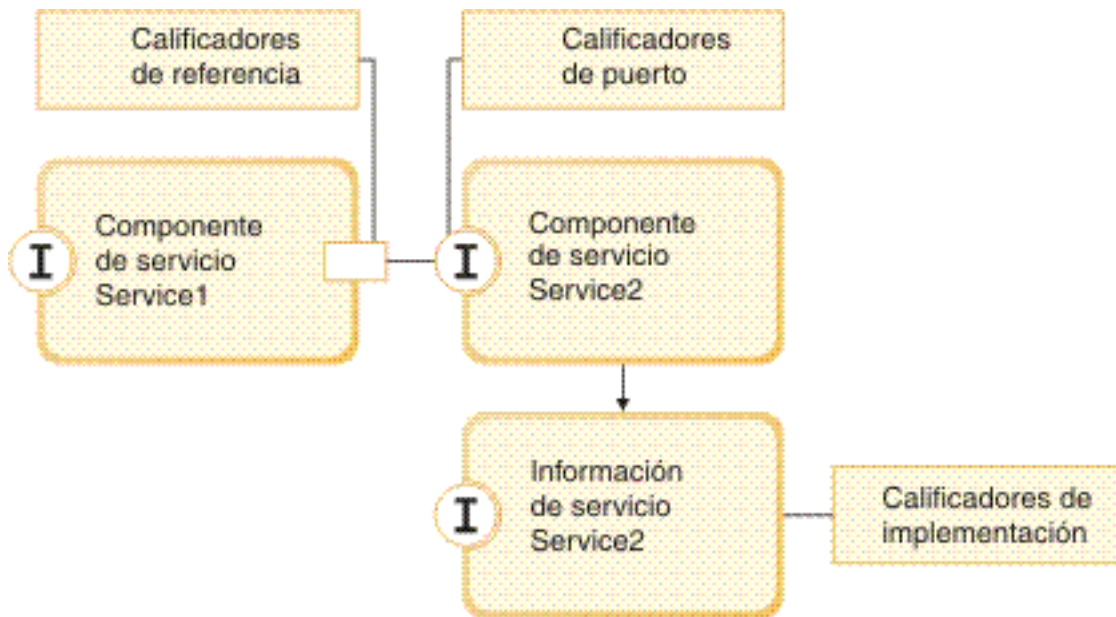 Calificadores
de referencia
Calificadores
de puerto
I
Componente
de servicio
Service1
I
Componente
de servicio
Service2
I
Información
de servicio
Service2
Calificadores de
implementación